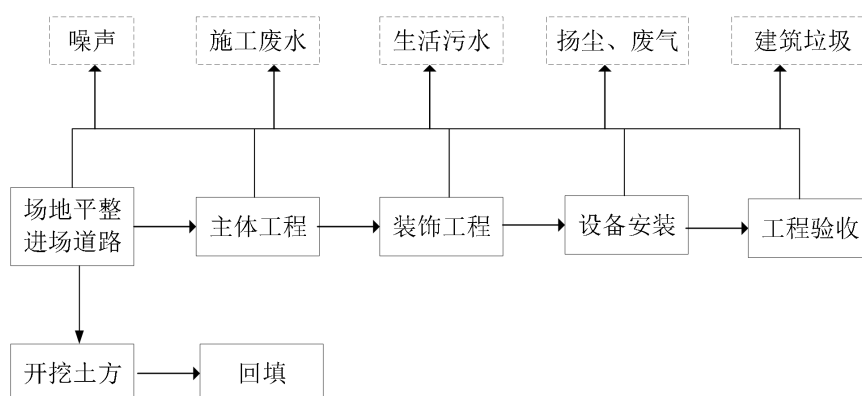 噪声
施工废水
生活污水
扬尘、废气
建筑垃圾
场地平整
进场道路
主体工程
装饰工程
设备安装
工程验收
开挖土方
回填